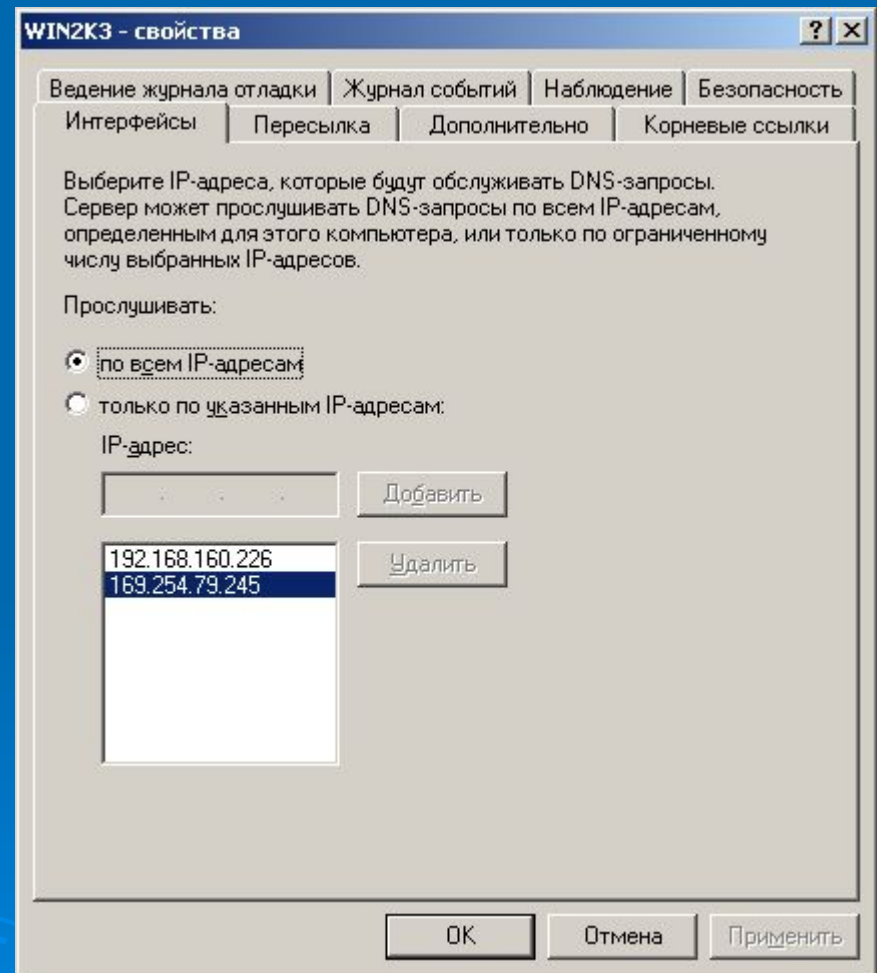 WIN2K3 - свойства
Ведение журнала отладки Журнал событий Наблюдение Безопасность
Интерфейсы Пересылка Дополнительно Корневые ссылки
Выберите IP-адреса, которые будут обслуживать DNS-запросы.
Сервер может прослушивать DNS-запросы по всем IP-адресам,
определенным для этого компьютера, или только по ограниченному
числу выбранных IP-адресов.
Прослушивать:
по всем IP-адресам
только по указанным IP-адресам:
IP-адрес:
Добавить
192.168.160.226
Удалить
169.254.79.245
OK Отмена Применить